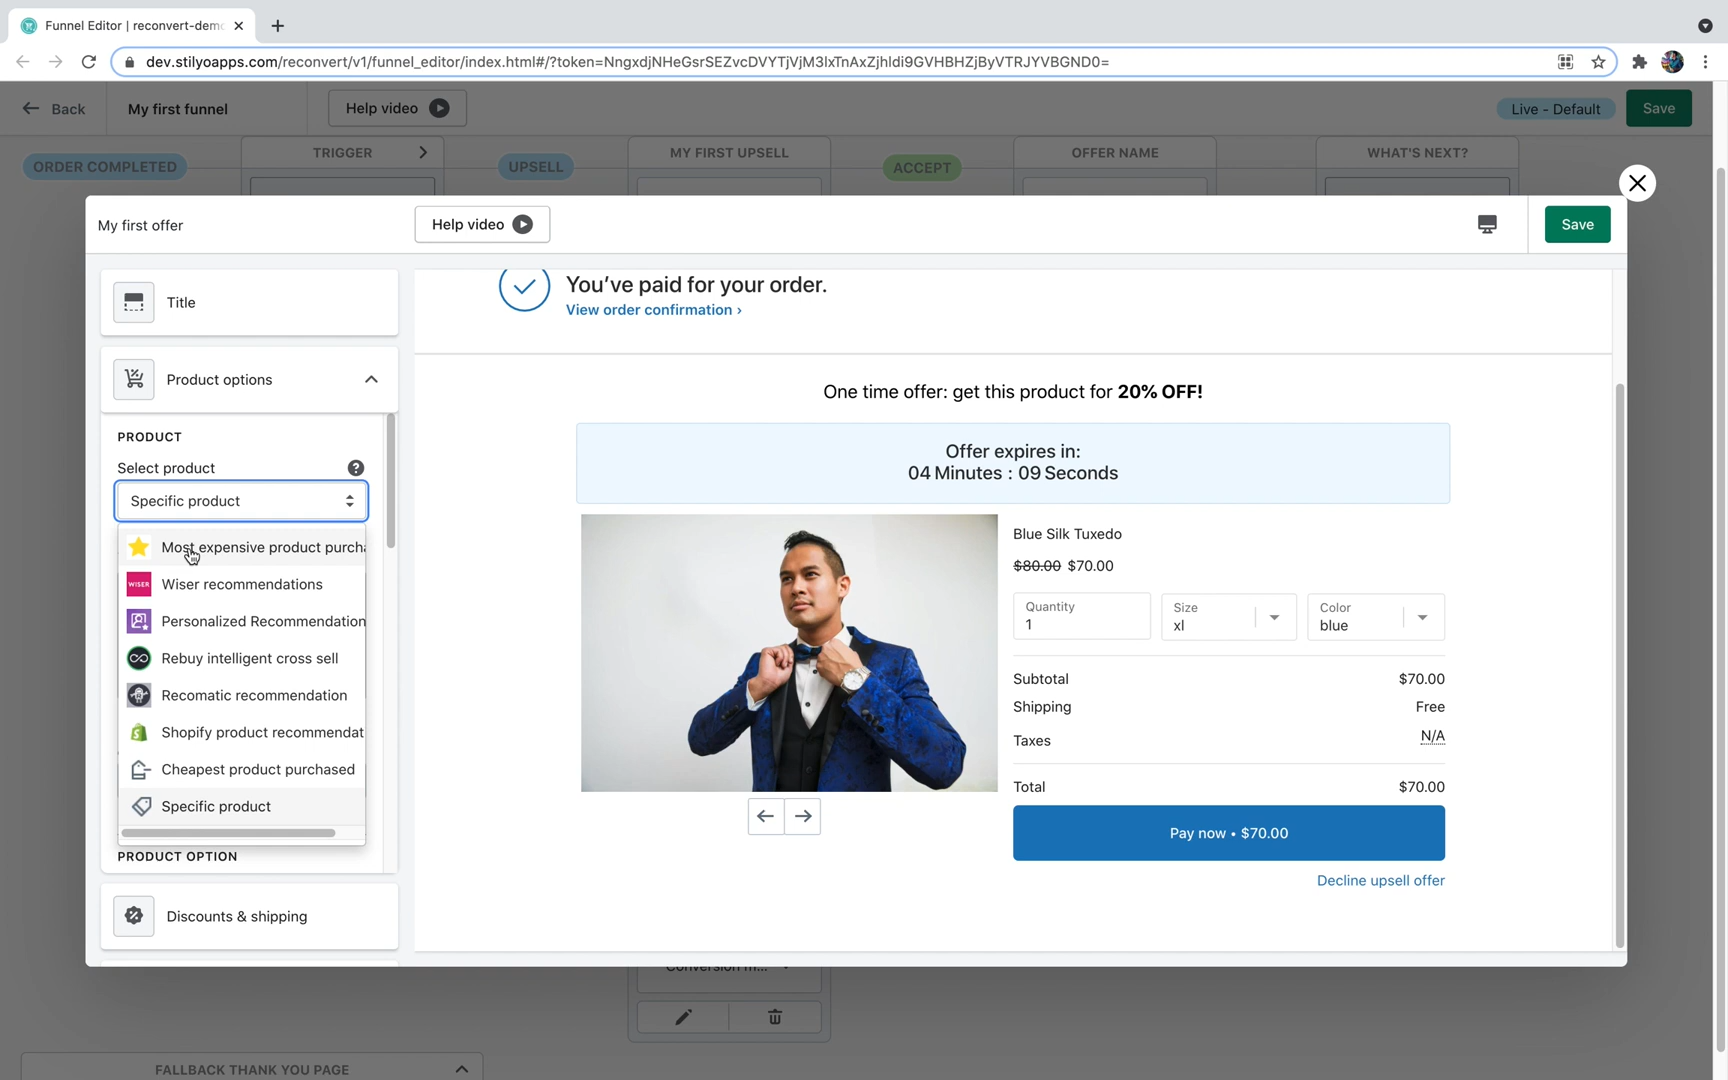 Funnel Editor | reconvert-demo
dev.stilyoapps.com/reconvert/v1/funnel_editor/index.html#/?token=NngxdjNHeGsrSEZvcDVYTjVjM3lxTnAxZjhldi9GVHBHZjByVTRJYVBGND0=
Back
My first funnel
Help video
Live - Default
Save
ORDER COMPLETED
TRIGGER
UPSELL
MY FIRST UPSELL
ACCEPT
OFFER NAME
WHAT'S NEXT?
My first offer
Help video
Save
Title
Product options
PRODUCT
Select product
Specific product
Most expensive product purcha
WISER
Wiser recommendations
Personalized Recommendation
Rebuy intelligent cross sell
Recomatic recommendation
Shopify product recommendat
Cheapest product purchased
Specific product
PRODUCT OPTION
Discounts & shipping
You've paid for your order.
View order confirmation ›
One time offer: get this product for 20% OFF!
Offer expires in:
04 Minutes : 09 Seconds
Blue Silk Tuxedo
$80.00 $70.00
Quantity
1
Size
xl
Color
blue
Subtotal $70.00
Shipping Free
Taxes N/A
Total $70.00
Pay now • $70.00
Decline upsell offer
Conversion m...
FALLBACK THANK YOU PAGE